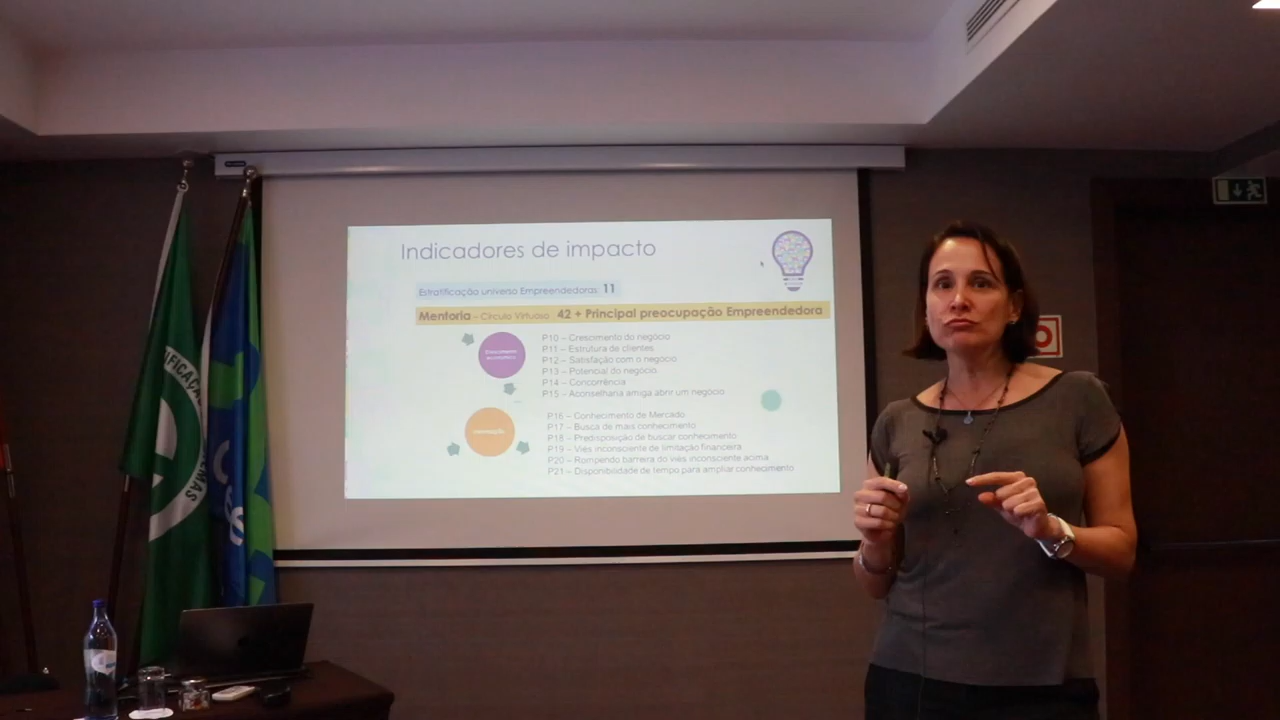 Indicadores de impacto
Estratificação universo Empreendedoras: 11
Mentoria – Círculo Virtuoso 42 + Principal preocupação Empreendedora
P10 – Crescimento do negócio
P11 – Estrutura de clientes
P12 – Satisfação com o negócio
P13 – Potencial do negócio
P14 – Concorrência
P15 – Aconselharia amiga abrir um negócio
P16 – Conhecimento de Mercado
P17 – Busca de mais conhecimento
P18 – Predisposição de buscar conhecimento
P19 – Viés inconsciente de limitação financeira
P20 – Rompendo barreira do viés inconsciente acima
P21 – Disponibilidade de tempo para ampliar conhecimento